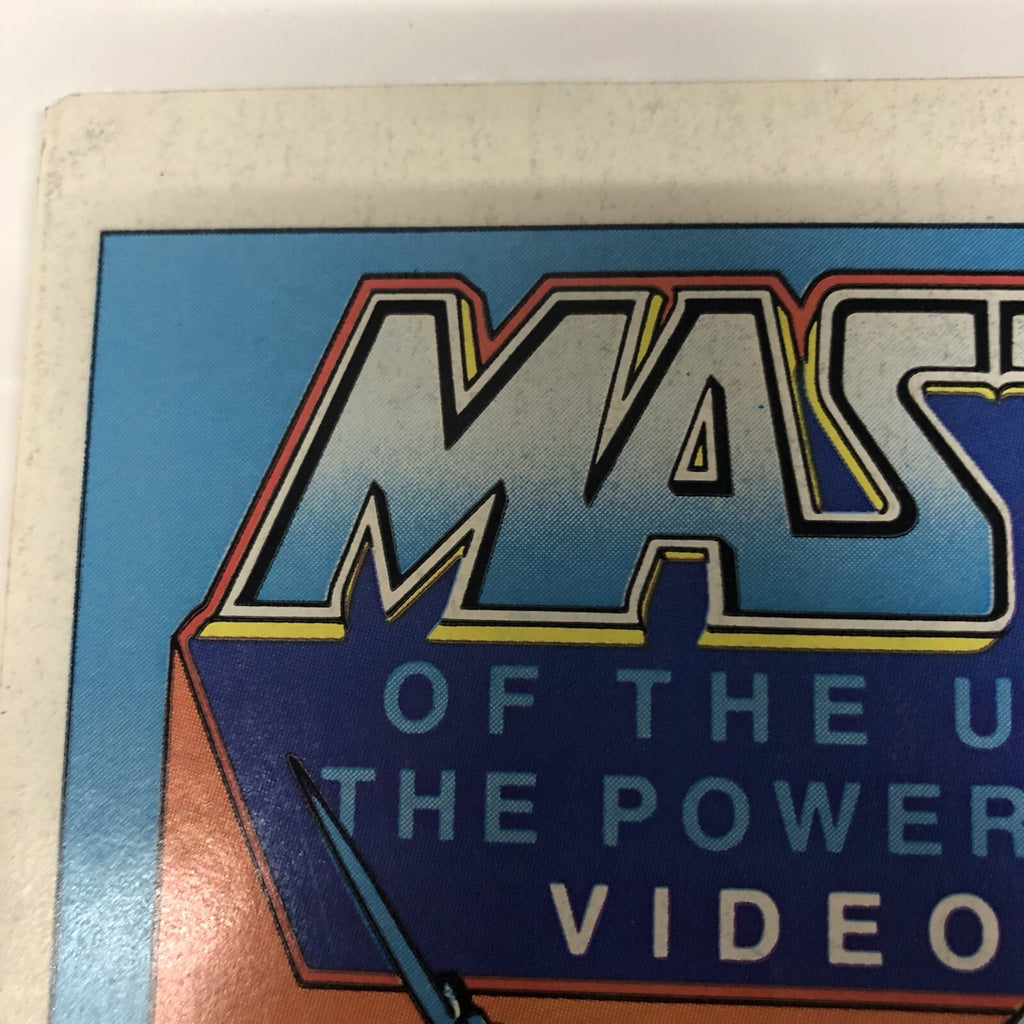 MAS
OF THE U
THE POWER
VIDEO